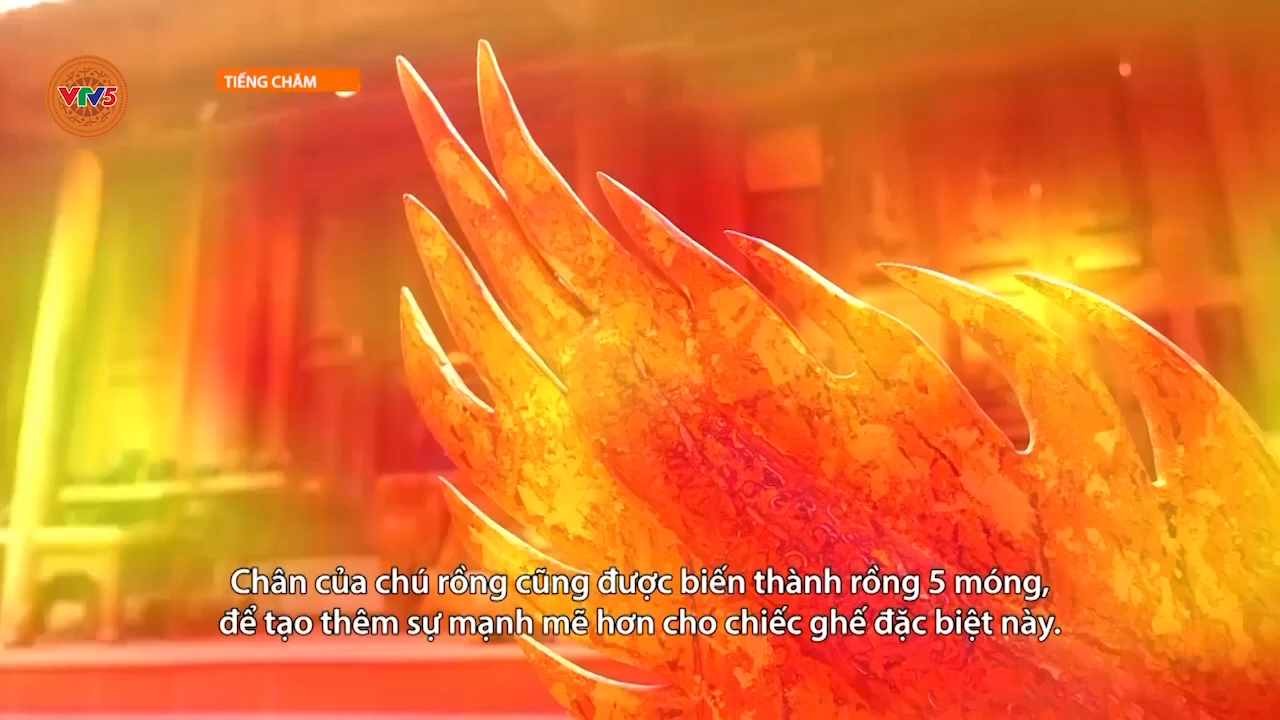 VTV5
TIẾNG CHĂM
Chân của chú rồng cũng được biến thành rồng 5 móng,
để tạo thêm sự mạnh mẽ hơn cho chiếc ghế đặc biệt này.